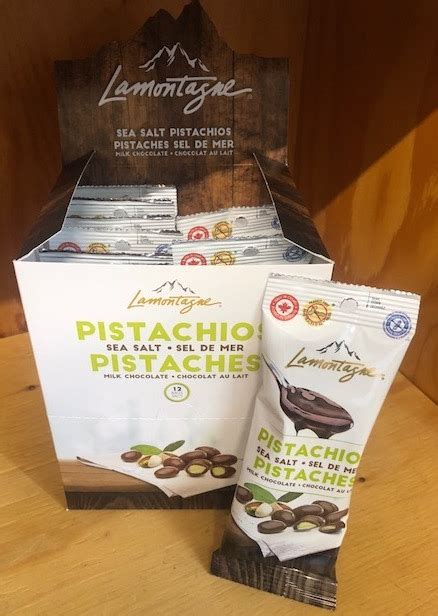 Lamontagne
SEA SALT PISTACHIOS
PISTACHES SEL DE MER
MILK CHOCOLATE • CHOCOLAT AU LAIT
Lamontagne
PISTACHIOS
SEA SALT • SEL DE MER
PISTACHES
MILK CHOCOLATE • CHOCOLAT AU LAIT
12
Lamontagne
PISTACHIOS
SEA SALT • SEL DE MER
PISTACHES
MILK CHOCOLATE • CHOCOLAT AU LAIT